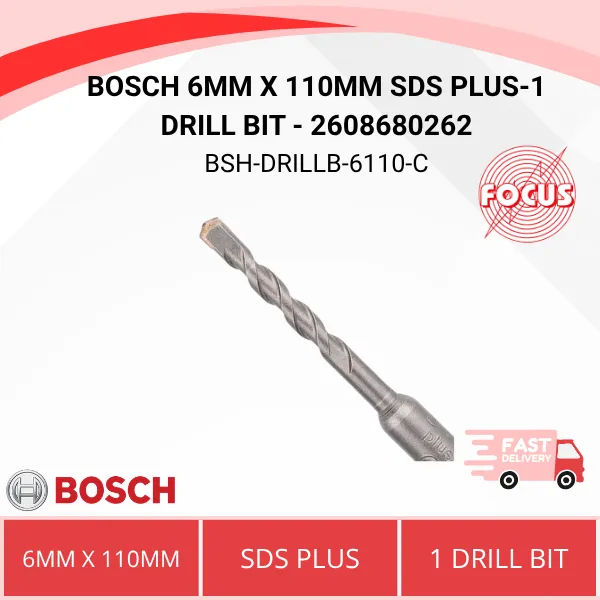 BOSCH 6MM X 110MM SDS PLUS-1
DRILL BIT - 2608680262
BSH-DRILLB-6110-C
FOCUS
plus
FAST
DELIVERY
BOSCH
6MM X 110MM
SDS PLUS
1 DRILL BIT